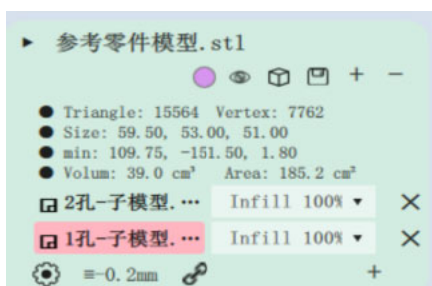 参考零件模型.stl
+ −
Triangle: 15564 Vertex: 7762
Size: 59.50, 53.00, 51.00
min: 109.75, -151.50, 1.80
Volum: 39.0 cm³ Area: 185.2 cm²
2孔-子模型.… Infill 100% ▾ ×
1孔-子模型.… Infill 100% ▾ ×
≡-0.2mm +